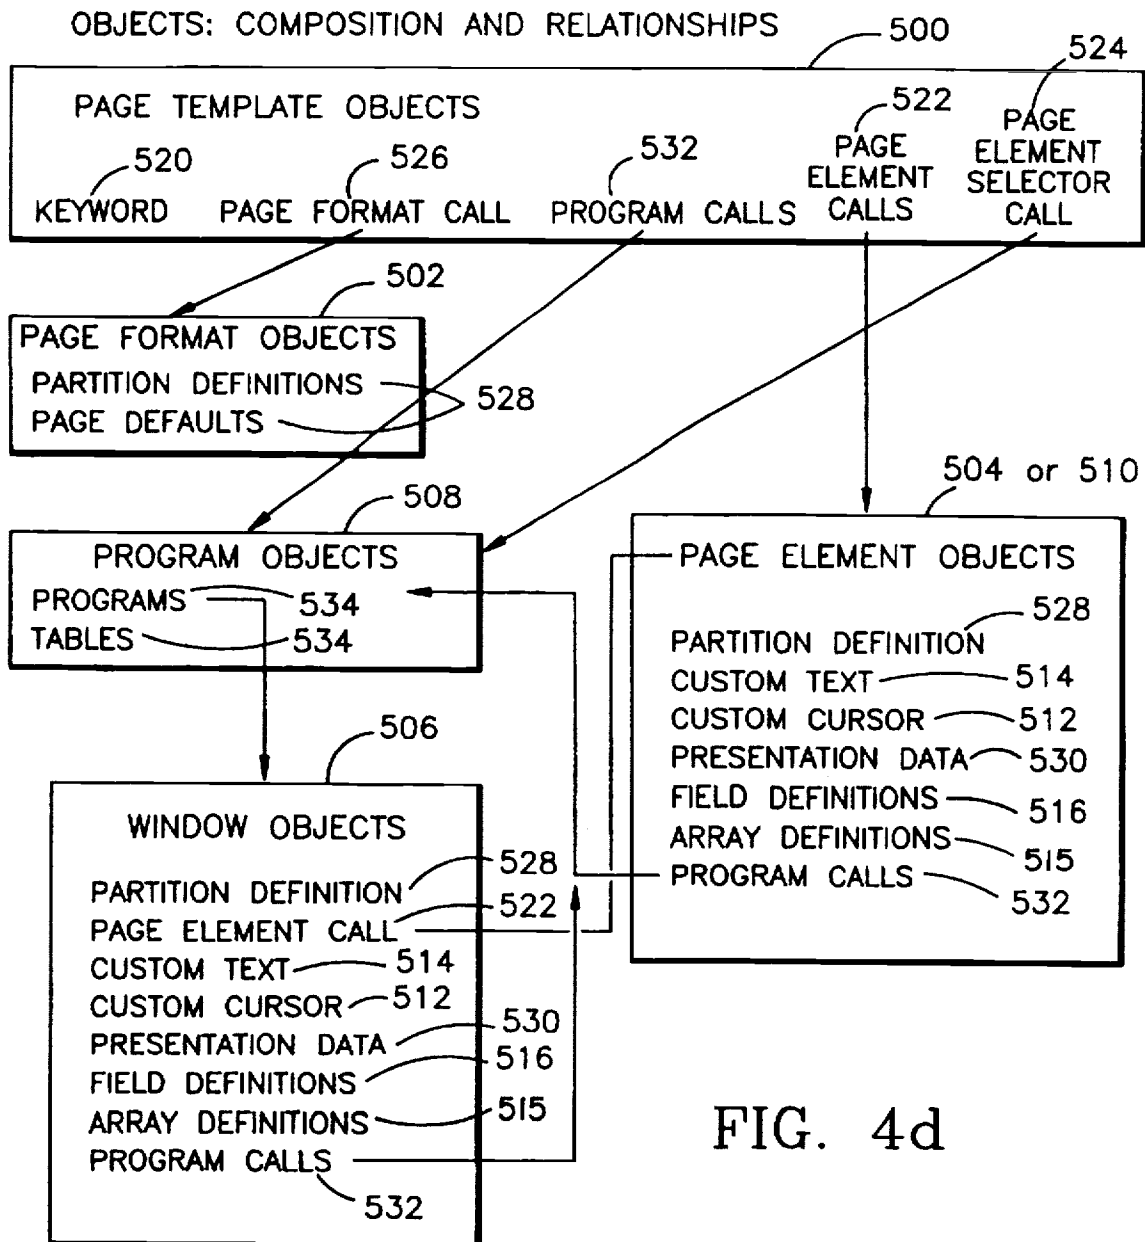 OBJECTS: COMPOSITION AND RELATIONSHIPS
500
524
PAGE TEMPLATE OBJECTS
522
PAGE
ELEMENT
SELECTOR
CALL
PAGE
ELEMENT
CALLS
520
526
532
KEYWORD
PAGE FORMAT CALL
PROGRAM CALLS
502
PAGE FORMAT OBJECTS
PARTITION DEFINITIONS
528
PAGE DEFAULTS
508
PROGRAM OBJECTS
PROGRAMS 534
TABLES 534
504 or 510
PAGE ELEMENT OBJECTS
528
PARTITION DEFINITION
CUSTOM TEXT 514
CUSTOM CURSOR 512
PRESENTATION DATA 530
FIELD DEFINITIONS 516
ARRAY DEFINITIONS 515
PROGRAM CALLS 532
506
WINDOW OBJECTS
528
PARTITION DEFINITION
522
PAGE ELEMENT CALL
CUSTOM TEXT 514
CUSTOM CURSOR 512
PRESENTATION DATA 530
FIELD DEFINITIONS 516
ARRAY DEFINITIONS 515
PROGRAM CALLS
532
FIG. 4d